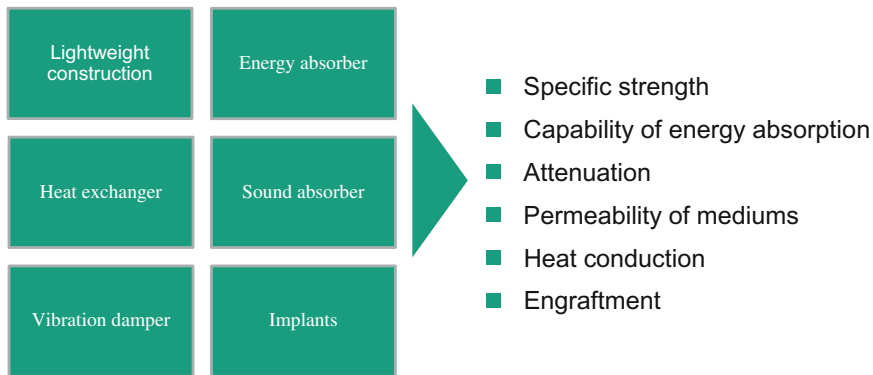 Lightweight
construction
Energy absorber
Heat exchanger
Sound absorber
Vibration damper
Implants
Specific strength
Capability of energy absorption
Attenuation
Permeability of mediums
Heat conduction
Engraftment